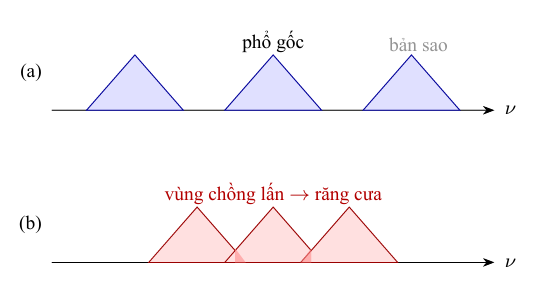 phổ gốc
bản sao
(a)
ν
vùng chồng lấn → răng cưa
(b)
ν